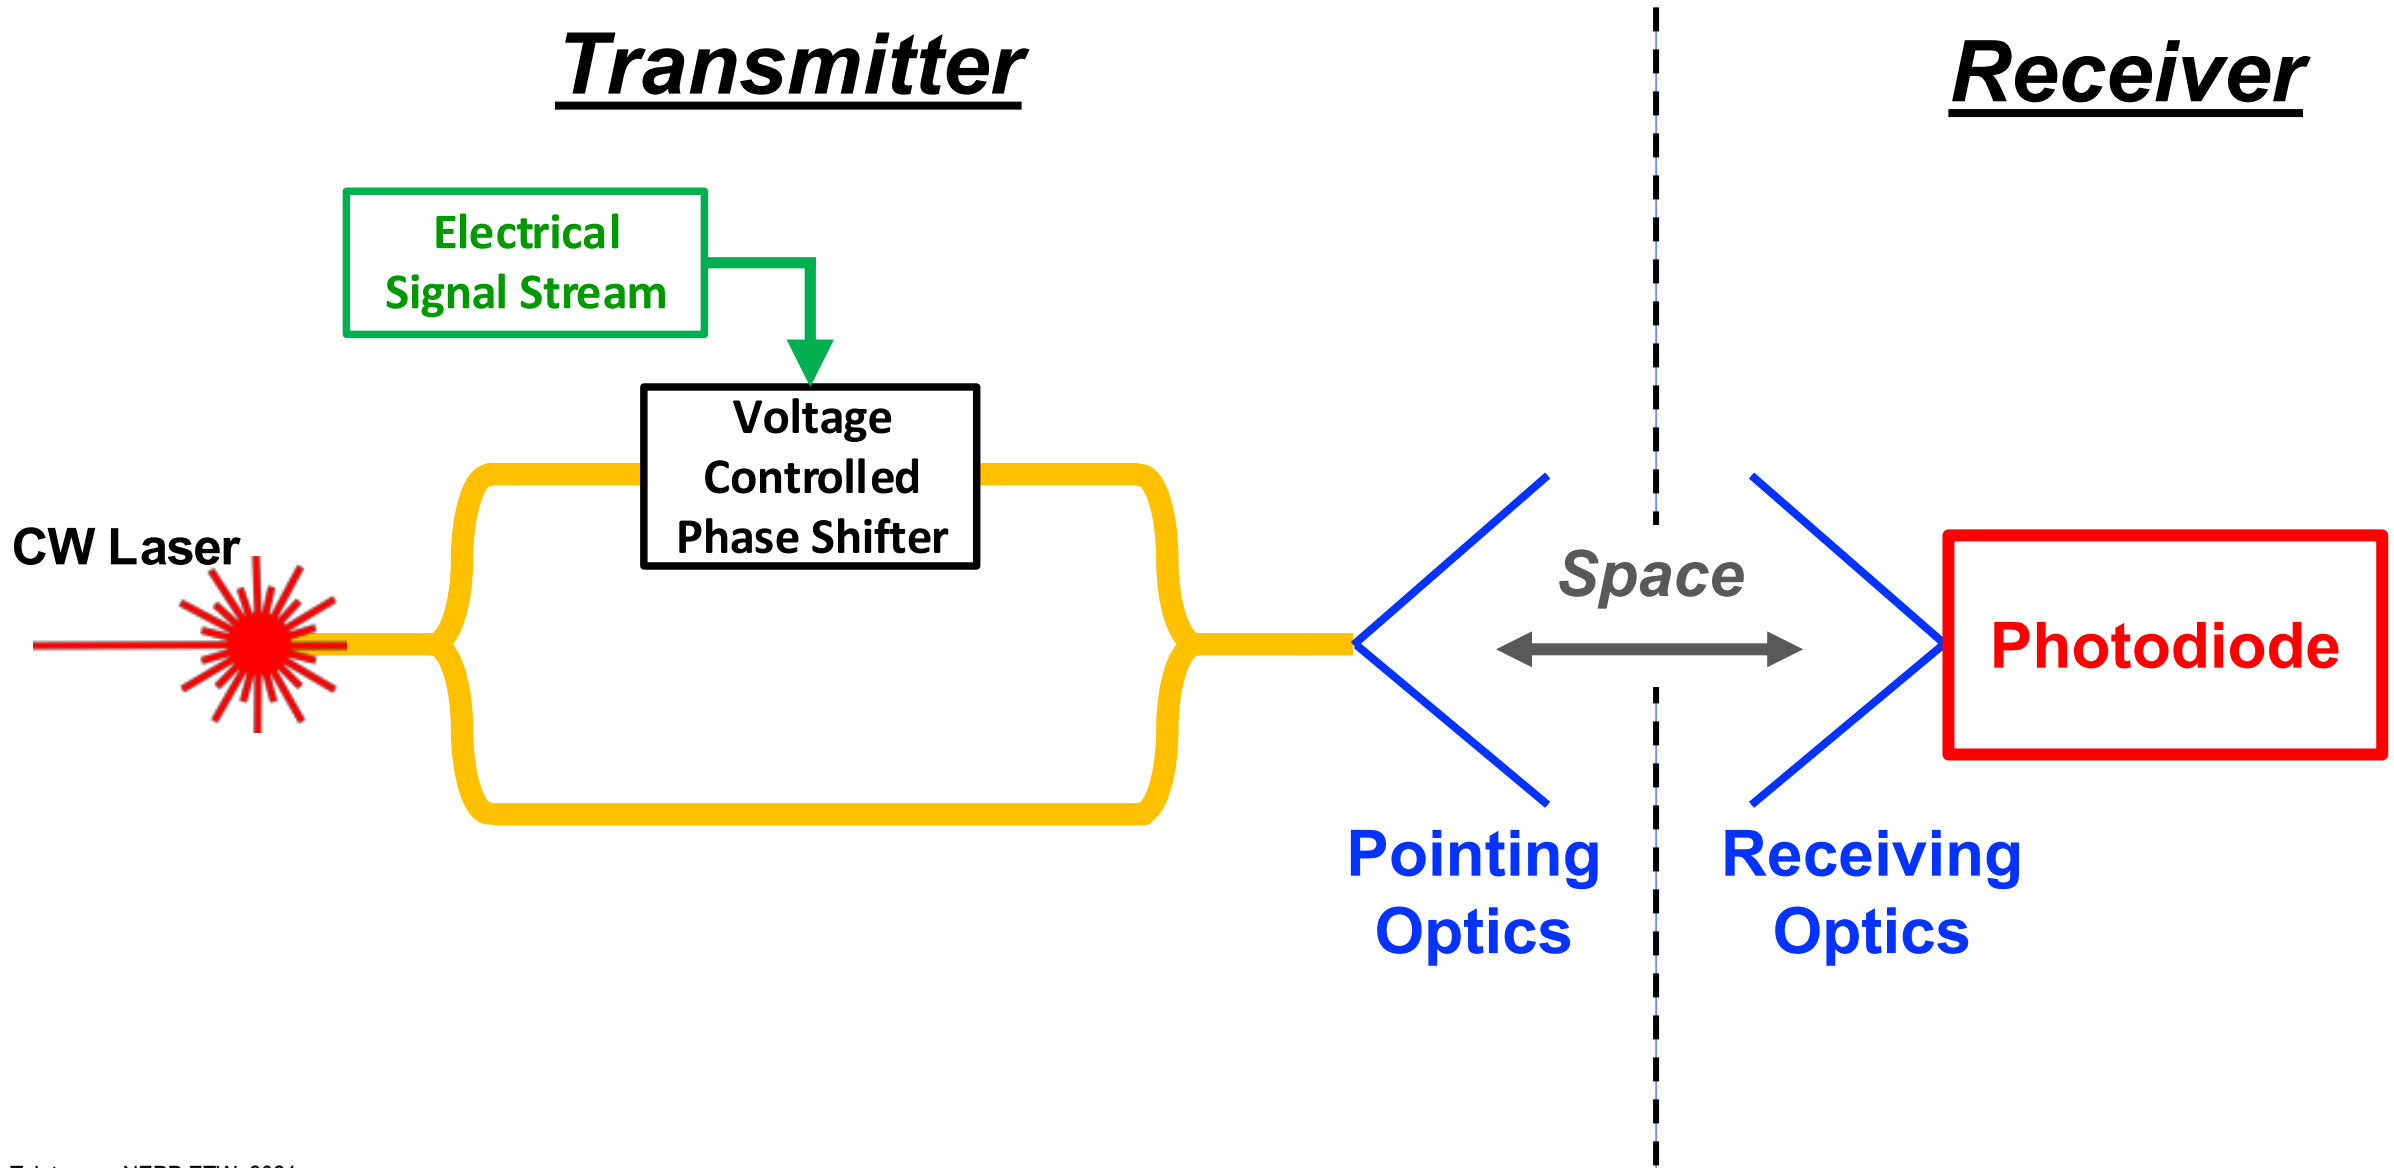 Transmitter
Receiver
Electrical
Signal Stream
Voltage
Controlled
Phase Shifter
CW Laser
Space
Photodiode
Pointing
Optics
Receiving
Optics